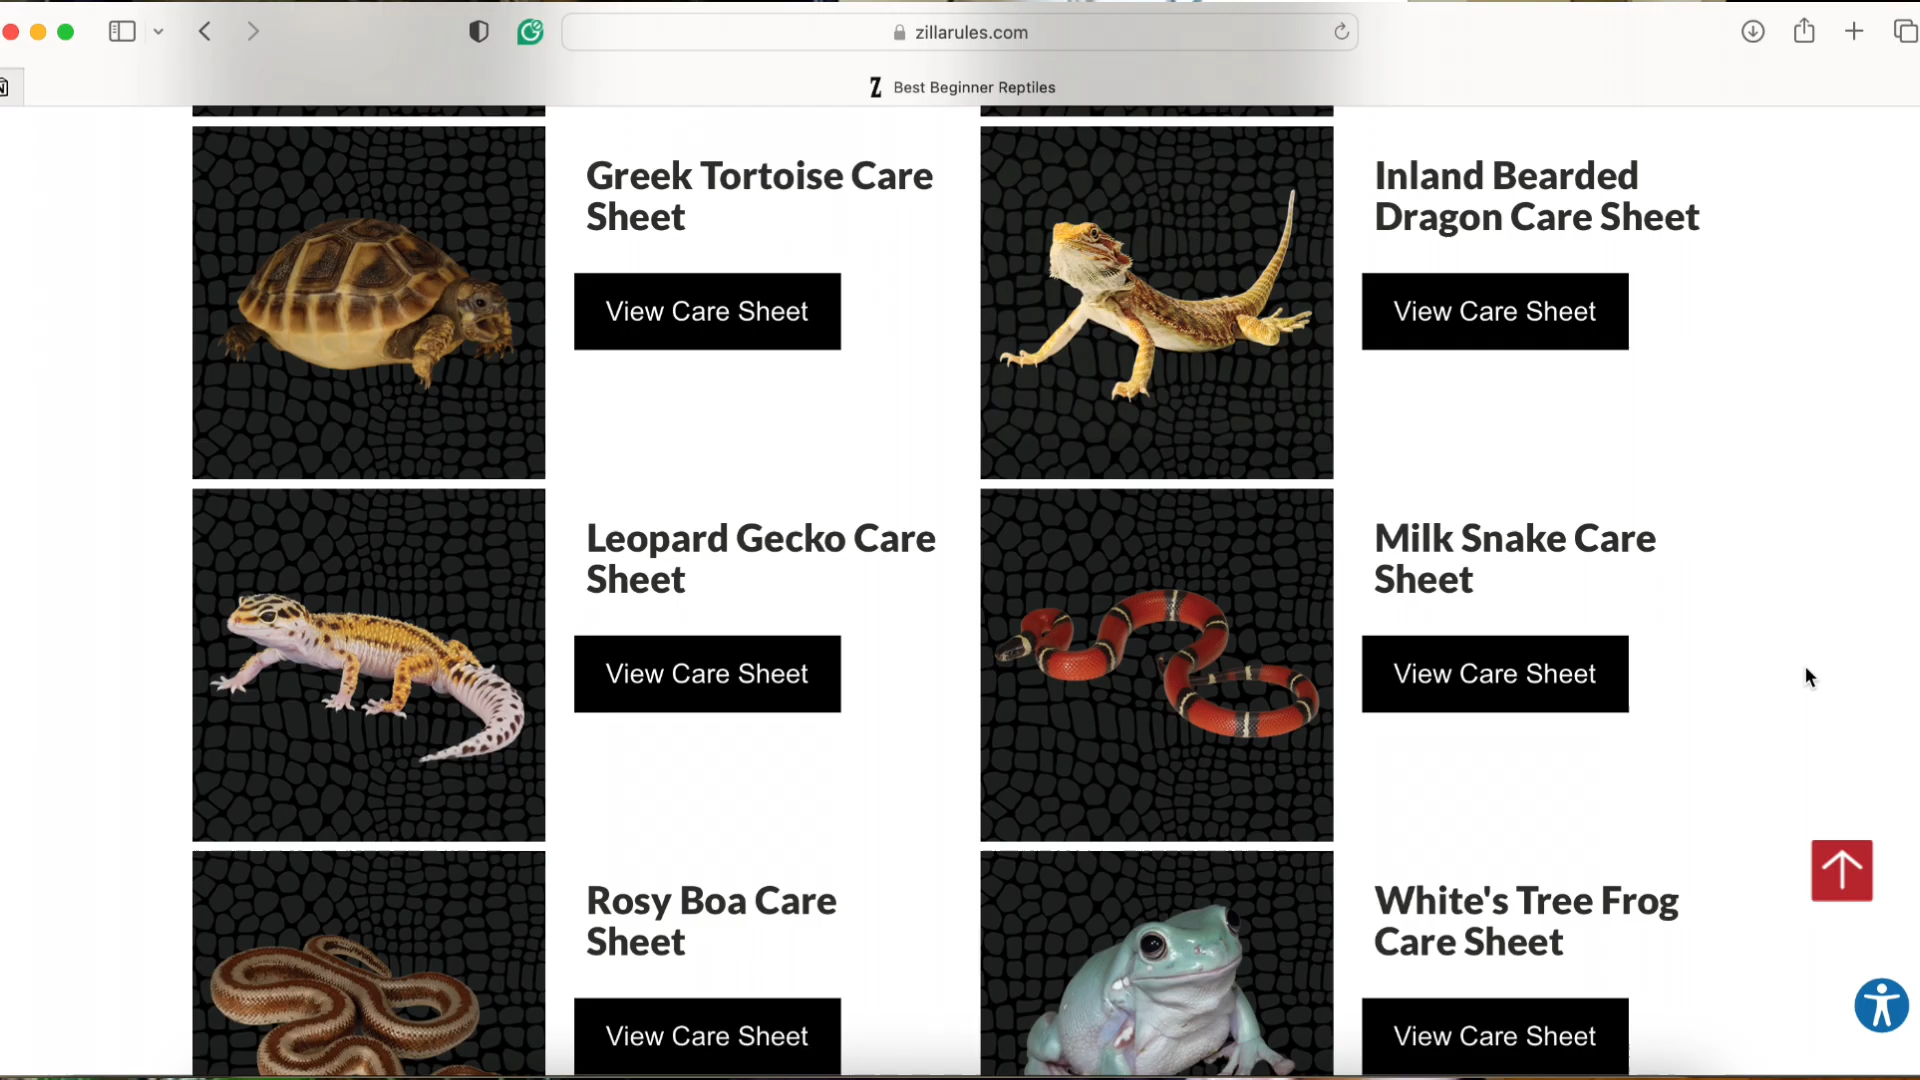 zillarules.com
Z Best Beginner Reptiles
Greek Tortoise Care
Sheet
View Care Sheet
Inland Bearded
Dragon Care Sheet
View Care Sheet
Leopard Gecko Care
Sheet
View Care Sheet
Milk Snake Care
Sheet
View Care Sheet
Rosy Boa Care
Sheet
View Care Sheet
White's Tree Frog
Care Sheet
View Care Sheet